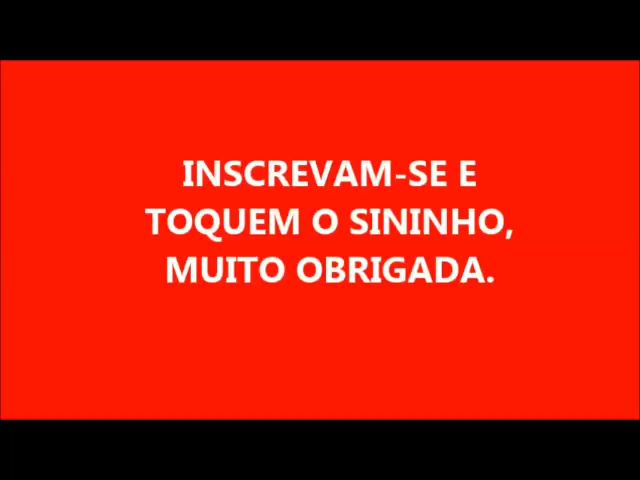 INSCREVAM-SE E
TOQUEM O SININHO,
MUITO OBRIGADA.